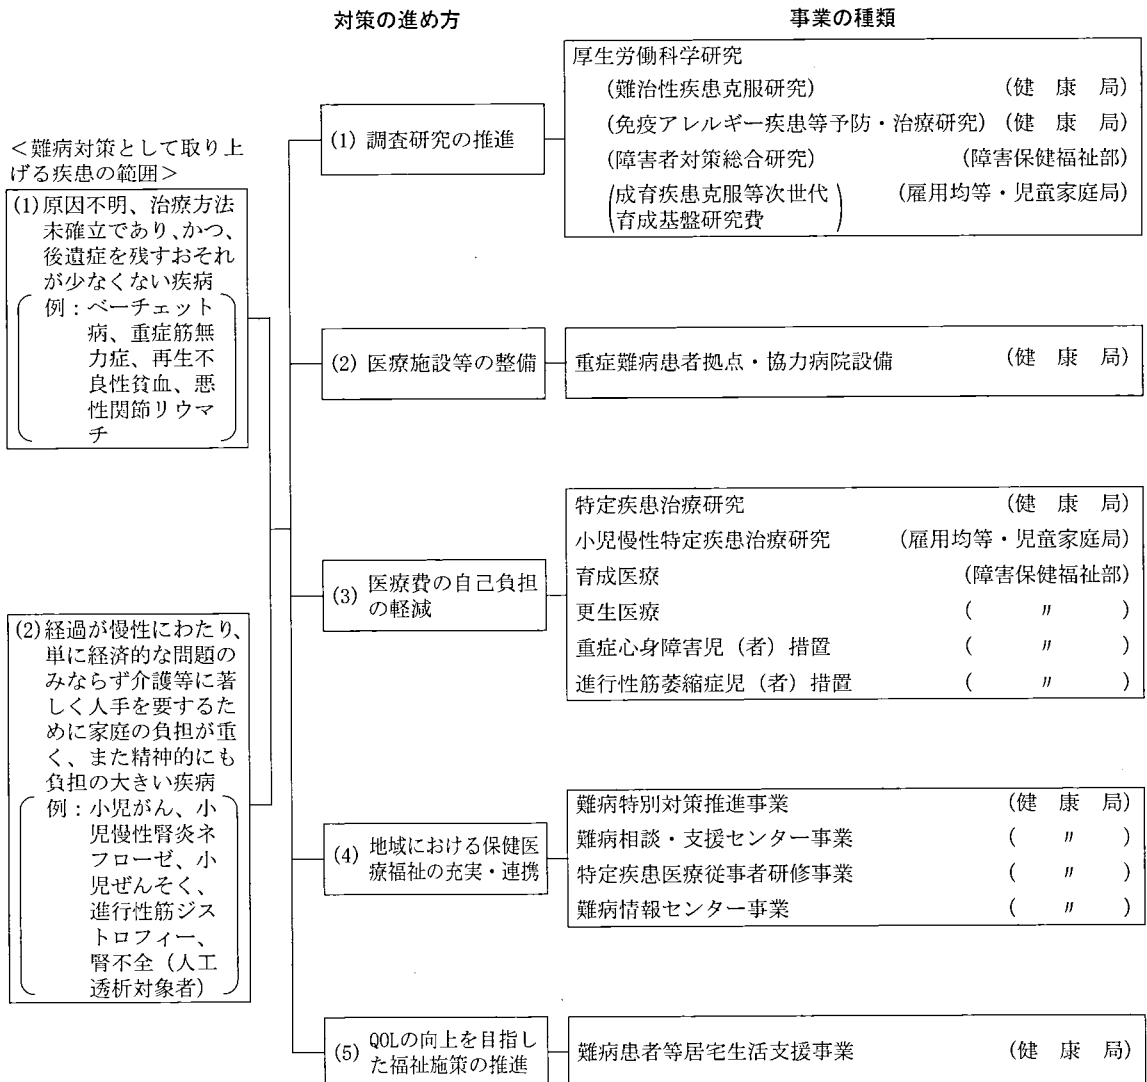 対策の進め方
事業の種類
<難病対策として取り上
げる疾患の範囲>
(1)原因不明、治療方法
未確立であり、かつ、
後遺症を残すおそれ
が少なくない疾病
例：ベーチェット
病、重症筋無
力症、再生不
良性貧血、悪
性関節リウマ
チ
(2)経過が慢性にわたり、
単に経済的な問題の
みならず介護等に著
しく人手を要するた
めに家庭の負担が重
く、また精神的にも
負担の大きい疾病
例：小児がん、小
児慢性腎炎ネ
フローゼ、小
児ぜんそく、
進行性筋ジス
トロフィー、
腎不全（人工
透析対象者）
(1) 調査研究の推進
厚生労働科学研究
(難治性疾患克服研究) (健 康 局)
(免疫アレルギー疾患等予防・治療研究) (健 康 局)
(障害者対策総合研究) (障害保健福祉部)
(成育疾患克服等次世代
育成基盤研究費) (雇用均等・児童家庭局)
(2) 医療施設等の整備
重症難病患者拠点・協力病院設備 (健 康 局)
(3) 医療費の自己負担
の軽減
特定疾患治療研究 (健 康 局)
小児慢性特定疾患治療研究 (雇用均等・児童家庭局)
育成医療 (障害保健福祉部)
更生医療 ( 〃 )
重症心身障害児（者）措置 ( 〃 )
進行性筋萎縮症児（者）措置 ( 〃 )
(4) 地域における保健医
療福祉の充実・連携
難病特別対策推進事業 (健 康 局)
難病相談・支援センター事業 ( 〃 )
特定疾患医療従事者研修事業 ( 〃 )
難病情報センター事業 ( 〃 )
(5) QOLの向上を目指し
た福祉施策の推進
難病患者等居宅生活支援事業 (健 康 局)